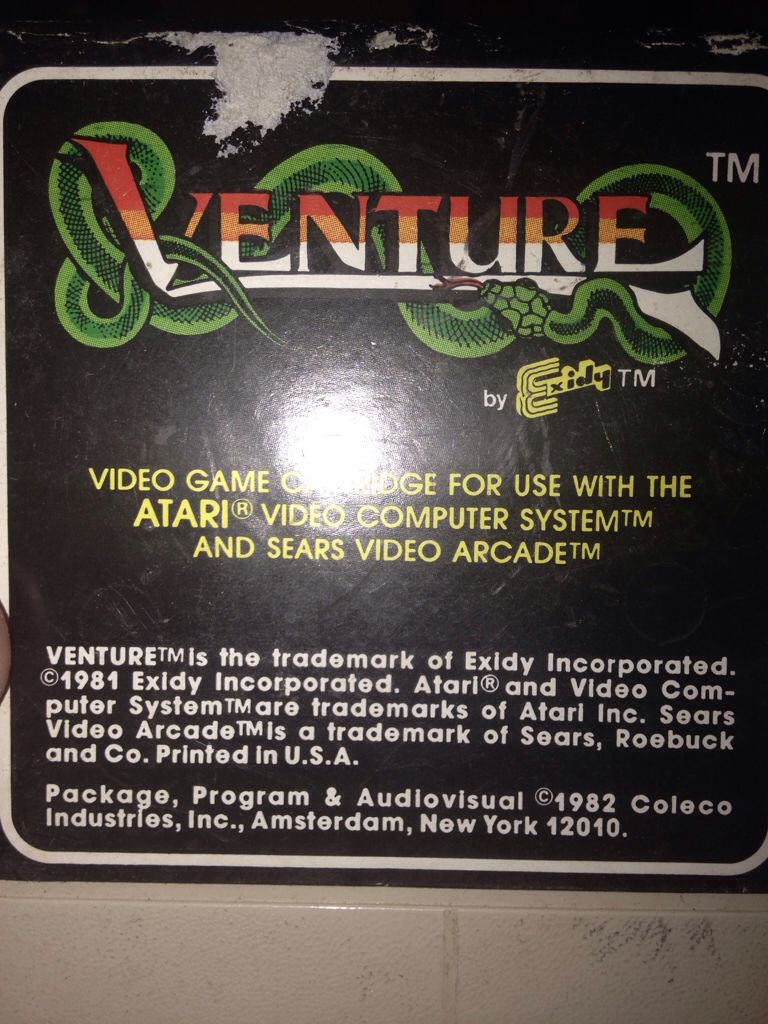 VENTURE™
by Exidy™
VIDEO GAME CARTRIDGE FOR USE WITH THE
ATARI® VIDEO COMPUTER SYSTEM™
AND SEARS VIDEO ARCADE™
VENTURE™ is the trademark of Exidy Incorporated.
©1981 Exidy Incorporated. Atari® and Video Com-
puter System™ are trademarks of Atari Inc. Sears
Video Arcade™ is a trademark of Sears, Roebuck
and Co. Printed in U.S.A.
Package, Program & Audiovisual ©1982 Coleco
Industries, Inc., Amsterdam, New York 12010.